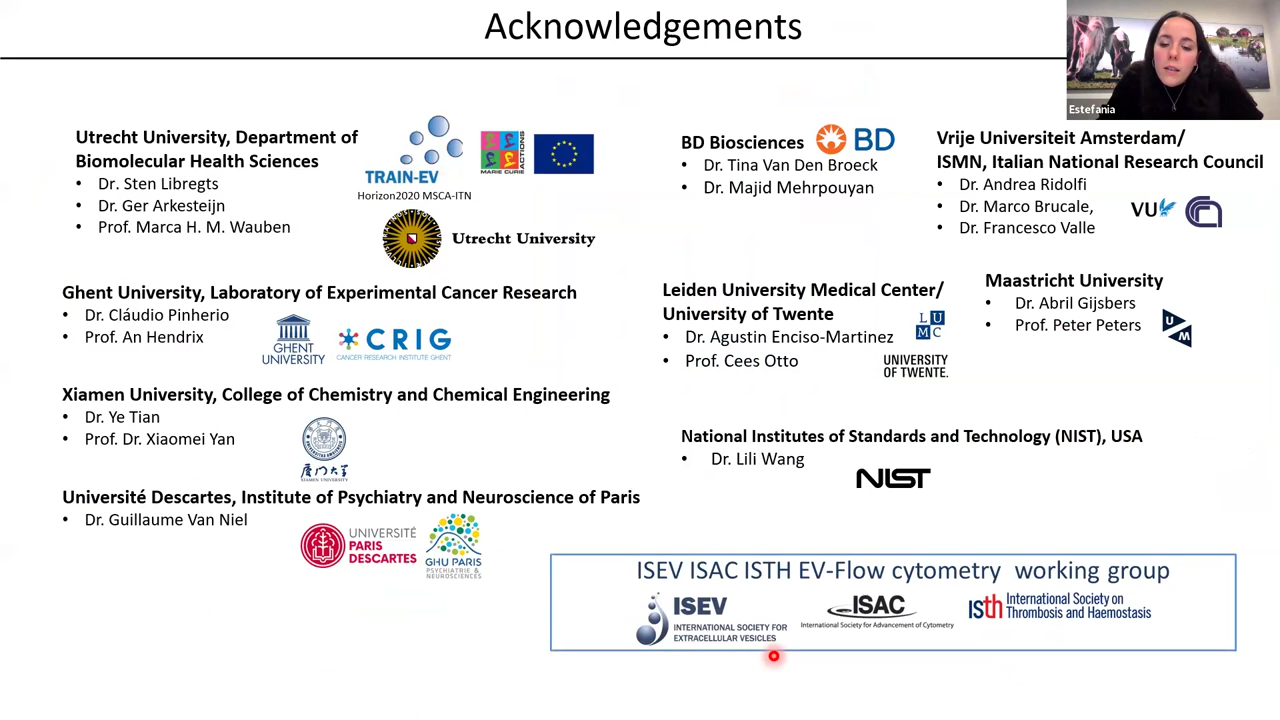 Acknowledgements
Estefania
Utrecht University, Department of
Biomolecular Health Sciences
• Dr. Sten Libregts
• Dr. Ger Arkesteijn
• Prof. Marca H. M. Wauben
TRAIN-EV
Horizon2020 MSCA-ITN
MARIE CURIE
ACTIONS
Utrecht University
Ghent University, Laboratory of Experimental Cancer Research
• Dr. Cláudio Pinherio
• Prof. An Hendrix
GHENT
UNIVERSITY
CRIG
CANCER RESEARCH INSTITUTE GHENT
Xiamen University, College of Chemistry and Chemical Engineering
• Dr. Ye Tian
• Prof. Dr. Xiaomei Yan
厦门大学
XIAMEN UNIVERSITY
Université Descartes, Institute of Psychiatry and Neuroscience of Paris
• Dr. Guillaume Van Niel
UNIVERSITÉ
PARIS
DESCARTES
GHU PARIS
PSYCHIATRIE &
NEUROSCIENCES
BD Biosciences
BD
• Dr. Tina Van Den Broeck
• Dr. Majid Mehrpouyan
Vrije Universiteit Amsterdam/
ISMN, Italian National Research Council
• Dr. Andrea Ridolfi
• Dr. Marco Brucale,
• Dr. Francesco Valle
VU
Leiden University Medical Center/
University of Twente
• Dr. Agustin Enciso-Martinez
• Prof. Cees Otto
L U
M C
UNIVERSITY
OF TWENTE.
Maastricht University
• Dr. Abril Gijsbers
• Prof. Peter Peters
U
M
National Institutes of Standards and Technology (NIST), USA
• Dr. Lili Wang
NIST
ISEV ISAC ISTH EV-Flow cytometry working group
ISEV
INTERNATIONAL SOCIETY FOR
EXTRACELLULAR VESICLES
ISAC
International Society for Advancement of Cytometry
isth
International Society on
Thrombosis and Haemostasis